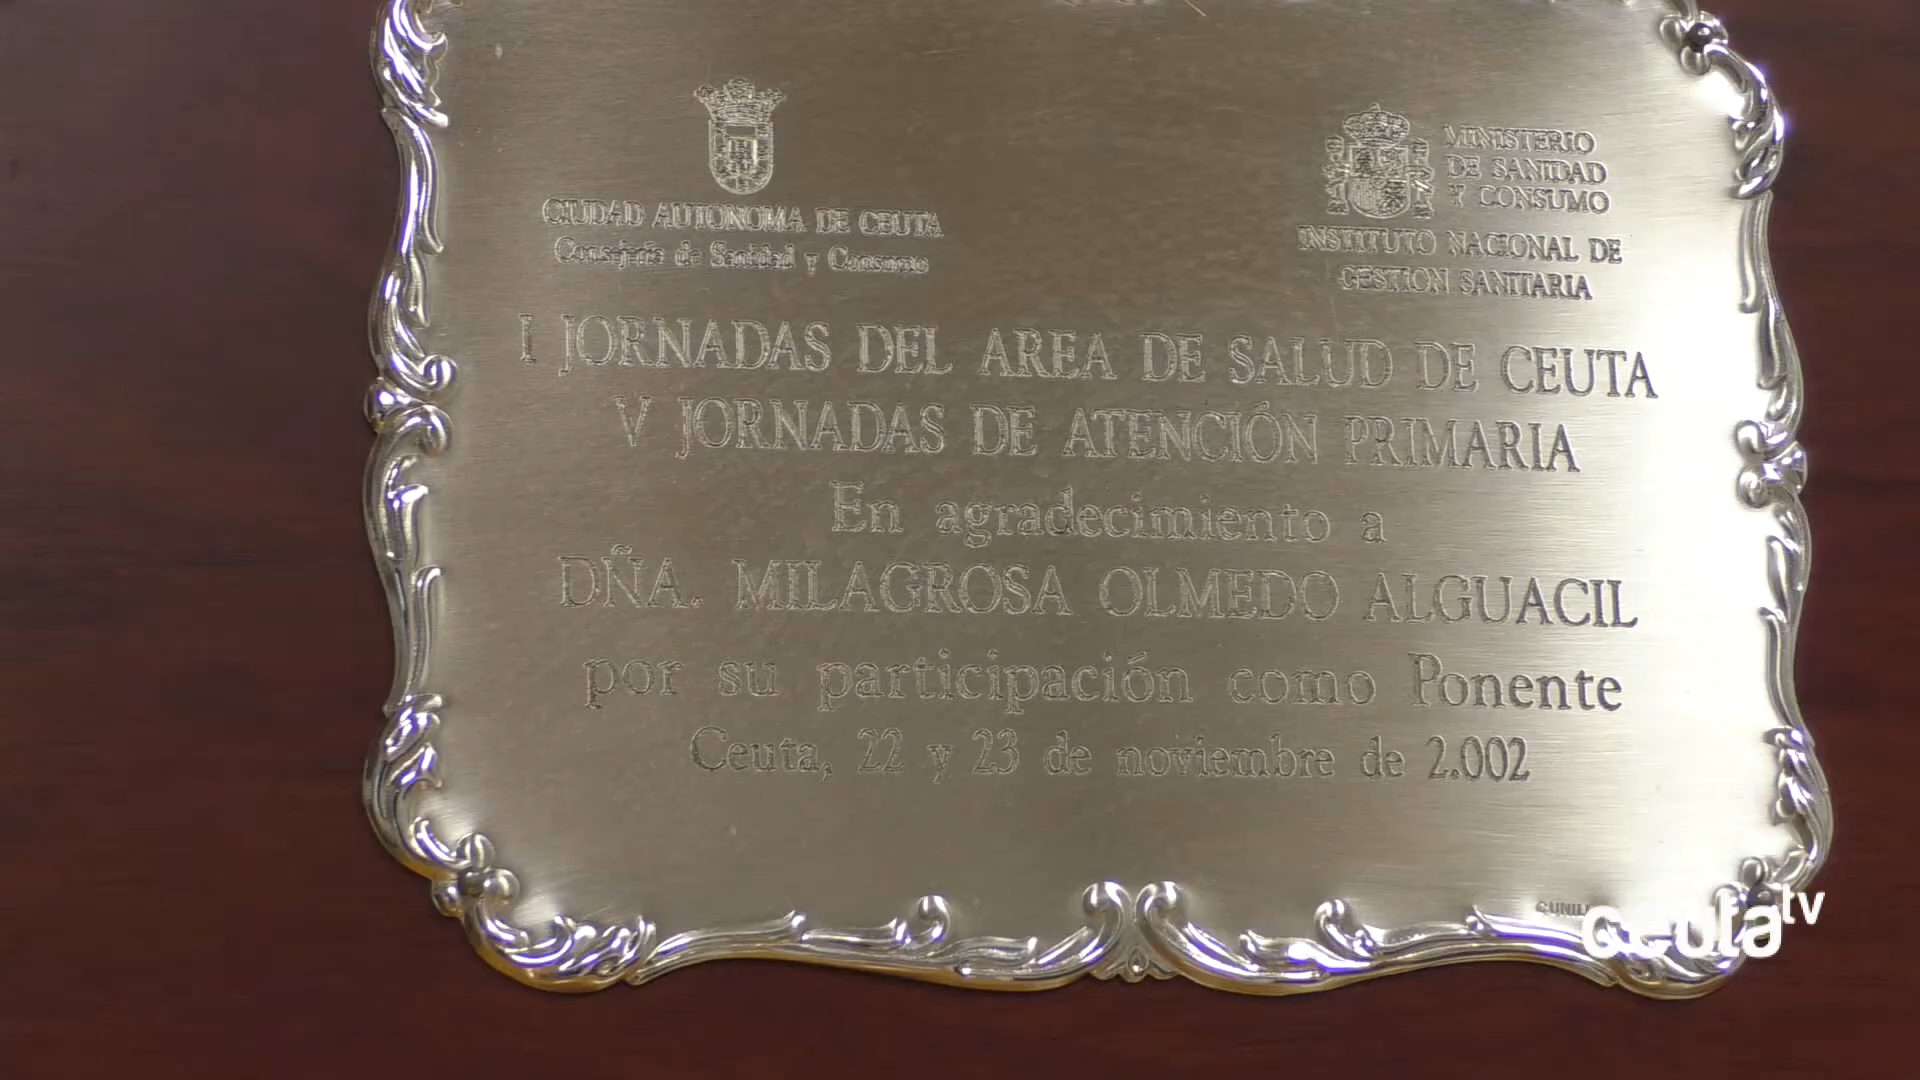 CIUDAD AUTONOMA DE CEUTA
Consejería de Sanidad y Consumo
MINISTERIO
DE SANIDAD
Y CONSUMO
INSTITUTO NACIONAL DE
GESTION SANITARIA
I JORNADAS DEL AREA DE SALUD DE CEUTA
V JORNADAS DE ATENCIÓN PRIMARIA
En agradecimiento a
DÑA. MILAGROSA OLMEDO ALGUACIL
por su participación como Ponente
Ceuta, 22 y 23 de noviembre de 2.002
ceuta tv